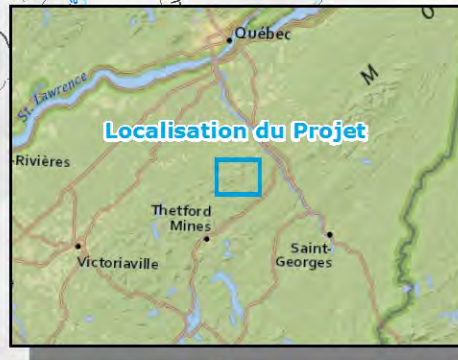 Québec
M
O
St. Lawrence
Localisation du Projet
-Rivières
Thetford
Mines
Saint-
Georges
Victoriaville